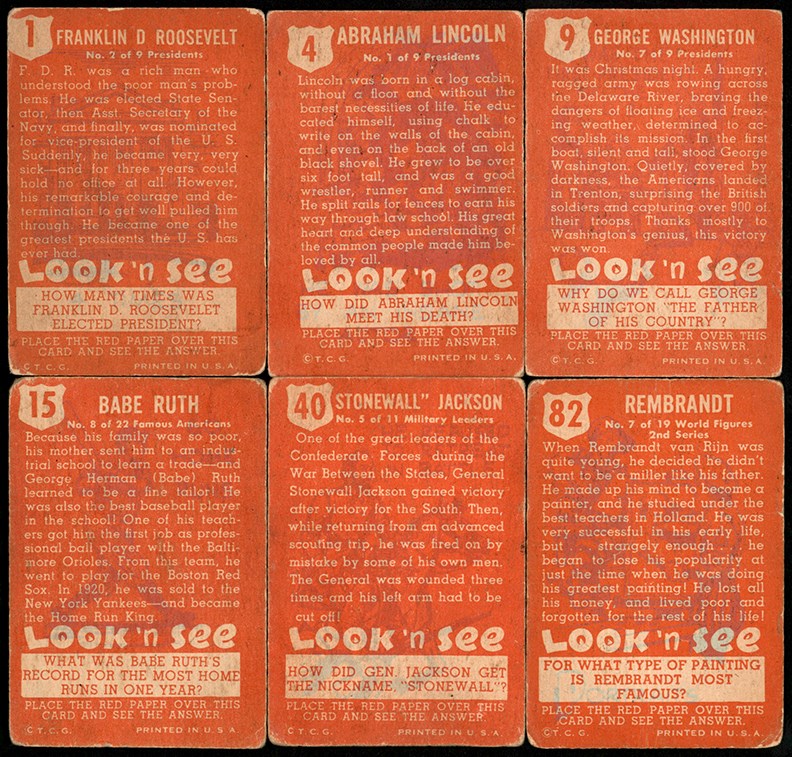 1
FRANKLIN D ROOSEVELT
No. 2 of 9 Presidents
F. D. R. was a rich man who
understood the poor man's prob-
lems. He was elected State Sen-
ator, then Asst. Secretary of the
Navy, and finally, was nominated
for vice-president of the U. S.
Suddenly, he became very, very
sick—and for three years could
hold no office at all. However,
his remarkable courage and de-
termination to get well pulled him
through. He became one of the
greatest presidents the U. S. has
ever had.
LOOK 'n SEE
HOW MANY TIMES WAS
FRANKLIN D. ROOSEVELET
ELECTED PRESIDENT?
PLACE THE RED PAPER OVER THIS
CARD AND SEE THE ANSWER.
©T.C.G. PRINTED IN U.S.A.
4
ABRAHAM LINCOLN
No. 1 of 9 Presidents
Lincoln was born in a log cabin,
without a floor and without the
barest necessities of life. He edu-
cated himself, using chalk to
write on the walls of the cabin,
and even on the back of an old
black shovel. He grew to be over
six foot tall, and was a good
wrestler, runner and swimmer.
He split rails for fences to earn his
way through law school. His great
heart and deep understanding of
the common people made him be-
loved by all.
LOOK 'n SEE
HOW DID ABRAHAM LINCOLN
MEET HIS DEATH?
PLACE THE RED PAPER OVER THIS
CARD AND SEE THE ANSWER.
©T.C.G. PRINTED IN U.S.A.
9
GEORGE WASHINGTON
No. 7 of 9 Presidents
It was Christmas night. A hungry,
ragged army was rowing across
the Delaware River, braving the
dangers of floating ice and freez-
ing weather, determined to ac-
complish its mission. In the first
boat, silent and tall, stood George
Washington. Quietly, covered by
darkness, the Americans landed
in Trenton, surprising the British
soldiers and capturing over 900 of
their troops. Thanks mostly to
Washington's genius, this victory
was won.
LOOK 'n SEE
WHY DO WE CALL GEORGE
WASHINGTON "THE FATHER
OF HIS COUNTRY"?
PLACE THE RED PAPER OVER THIS
CARD AND SEE THE ANSWER.
©T.C.G. PRINTED IN U.S.A.
15
BABE RUTH
No. 8 of 22 Famous Americans
Because his family was so poor,
his mother sent him to an indus-
trial school to learn a trade—and
George Herman (Babe) Ruth
learned to be a fine tailor! He
was also the best baseball player
in the school! One of his teach-
ers got him the first job as profes-
sional ball player with the Balti-
more Orioles. From this team, he
went to play for the Boston Red
Sox. In 1920, he was sold to the
New York Yankees—and became
the Home Run King.
LOOK 'n SEE
WHAT WAS BABE RUTH'S
RECORD FOR THE MOST HOME
RUNS IN ONE YEAR?
PLACE THE RED PAPER OVER THIS
CARD AND SEE THE ANSWER.
©T.C.G. PRINTED IN U.S.A.
40
STONEWALL" JACKSON
No. 5 of 11 Military Leaders
One of the great leaders of the
Confederate Forces during the
War Between the States, General
Stonewall Jackson gained victory
after victory for the South. Then,
while returning from an advanced
scouting trip, he was fired on by
mistake by some of his own men.
The General was wounded three
times and his left arm had to be
cut off!
LOOK 'n SEE
HOW DID GEN. JACKSON GET
THE NICKNAME, "STONEWALL"?
PLACE THE RED PAPER OVER THIS
CARD AND SEE THE ANSWER.
©T.C.G. PRINTED IN U.S.A.
82
REMBRANDT
No. 7 of 19 World Figures
2nd Series
When Rembrandt van Rijn was
quite young, he decided he didn't
want to be a miller like his father.
He made up his mind to become a
painter, and he studied under the
best teachers in Holland. He was
very successful in his early life,
but . . . strangely enough . . . he
began to lose his popularity at
just the time when he was doing
his greatest painting! He lost all
his money, and lived poor and
forgotten for the rest of his life!
LOOK 'n SEE
FOR WHAT TYPE OF PAINTING
IS REMBRANDT MOST
FAMOUS?
PLACE THE RED PAPER OVER THIS
CARD AND SEE THE ANSWER.
©T.C.G. PRINTED IN U.S.A.